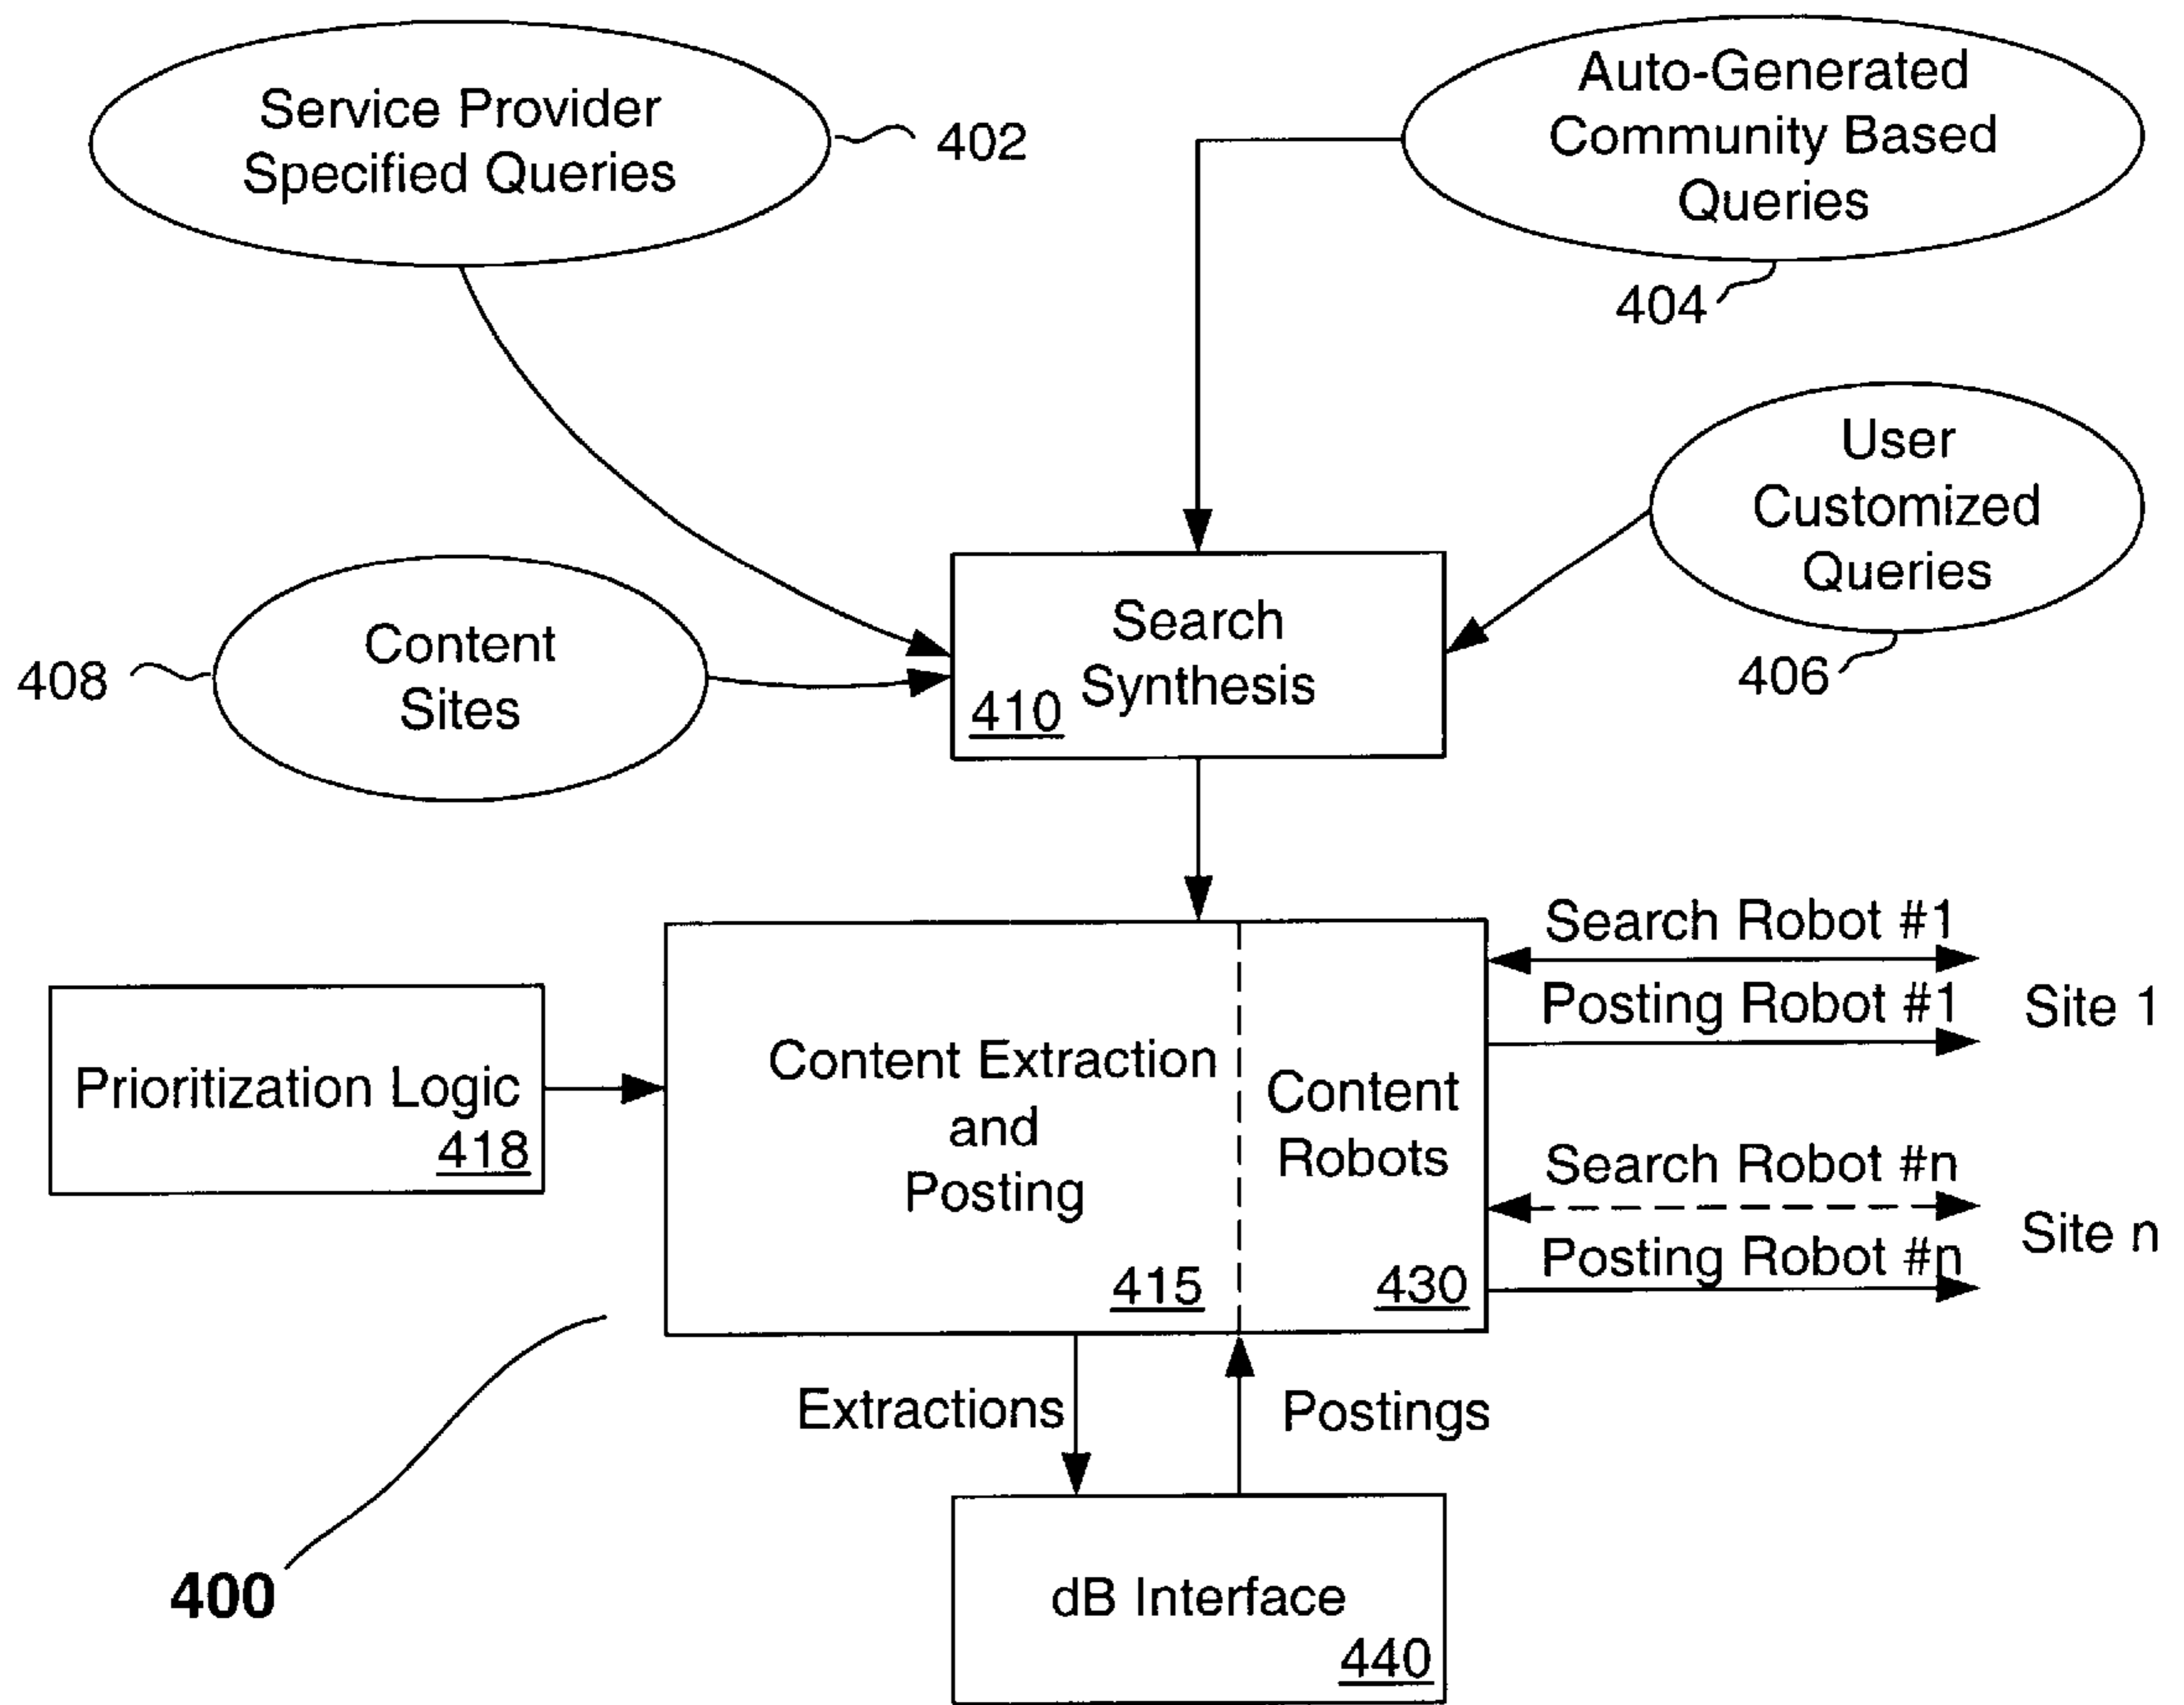 Service Provider
Specified Queries
402
Auto-Generated
Community Based
Queries
404
User
Customized
Queries
406
Content
Sites
408
Search
Synthesis
410
Prioritization Logic
418
Content Extraction
and
Posting
415
Content
Robots
430
Search Robot #1
Posting Robot #1
Site 1
Search Robot #n
Posting Robot #n
Site n
Extractions
Postings
400
dB Interface
440